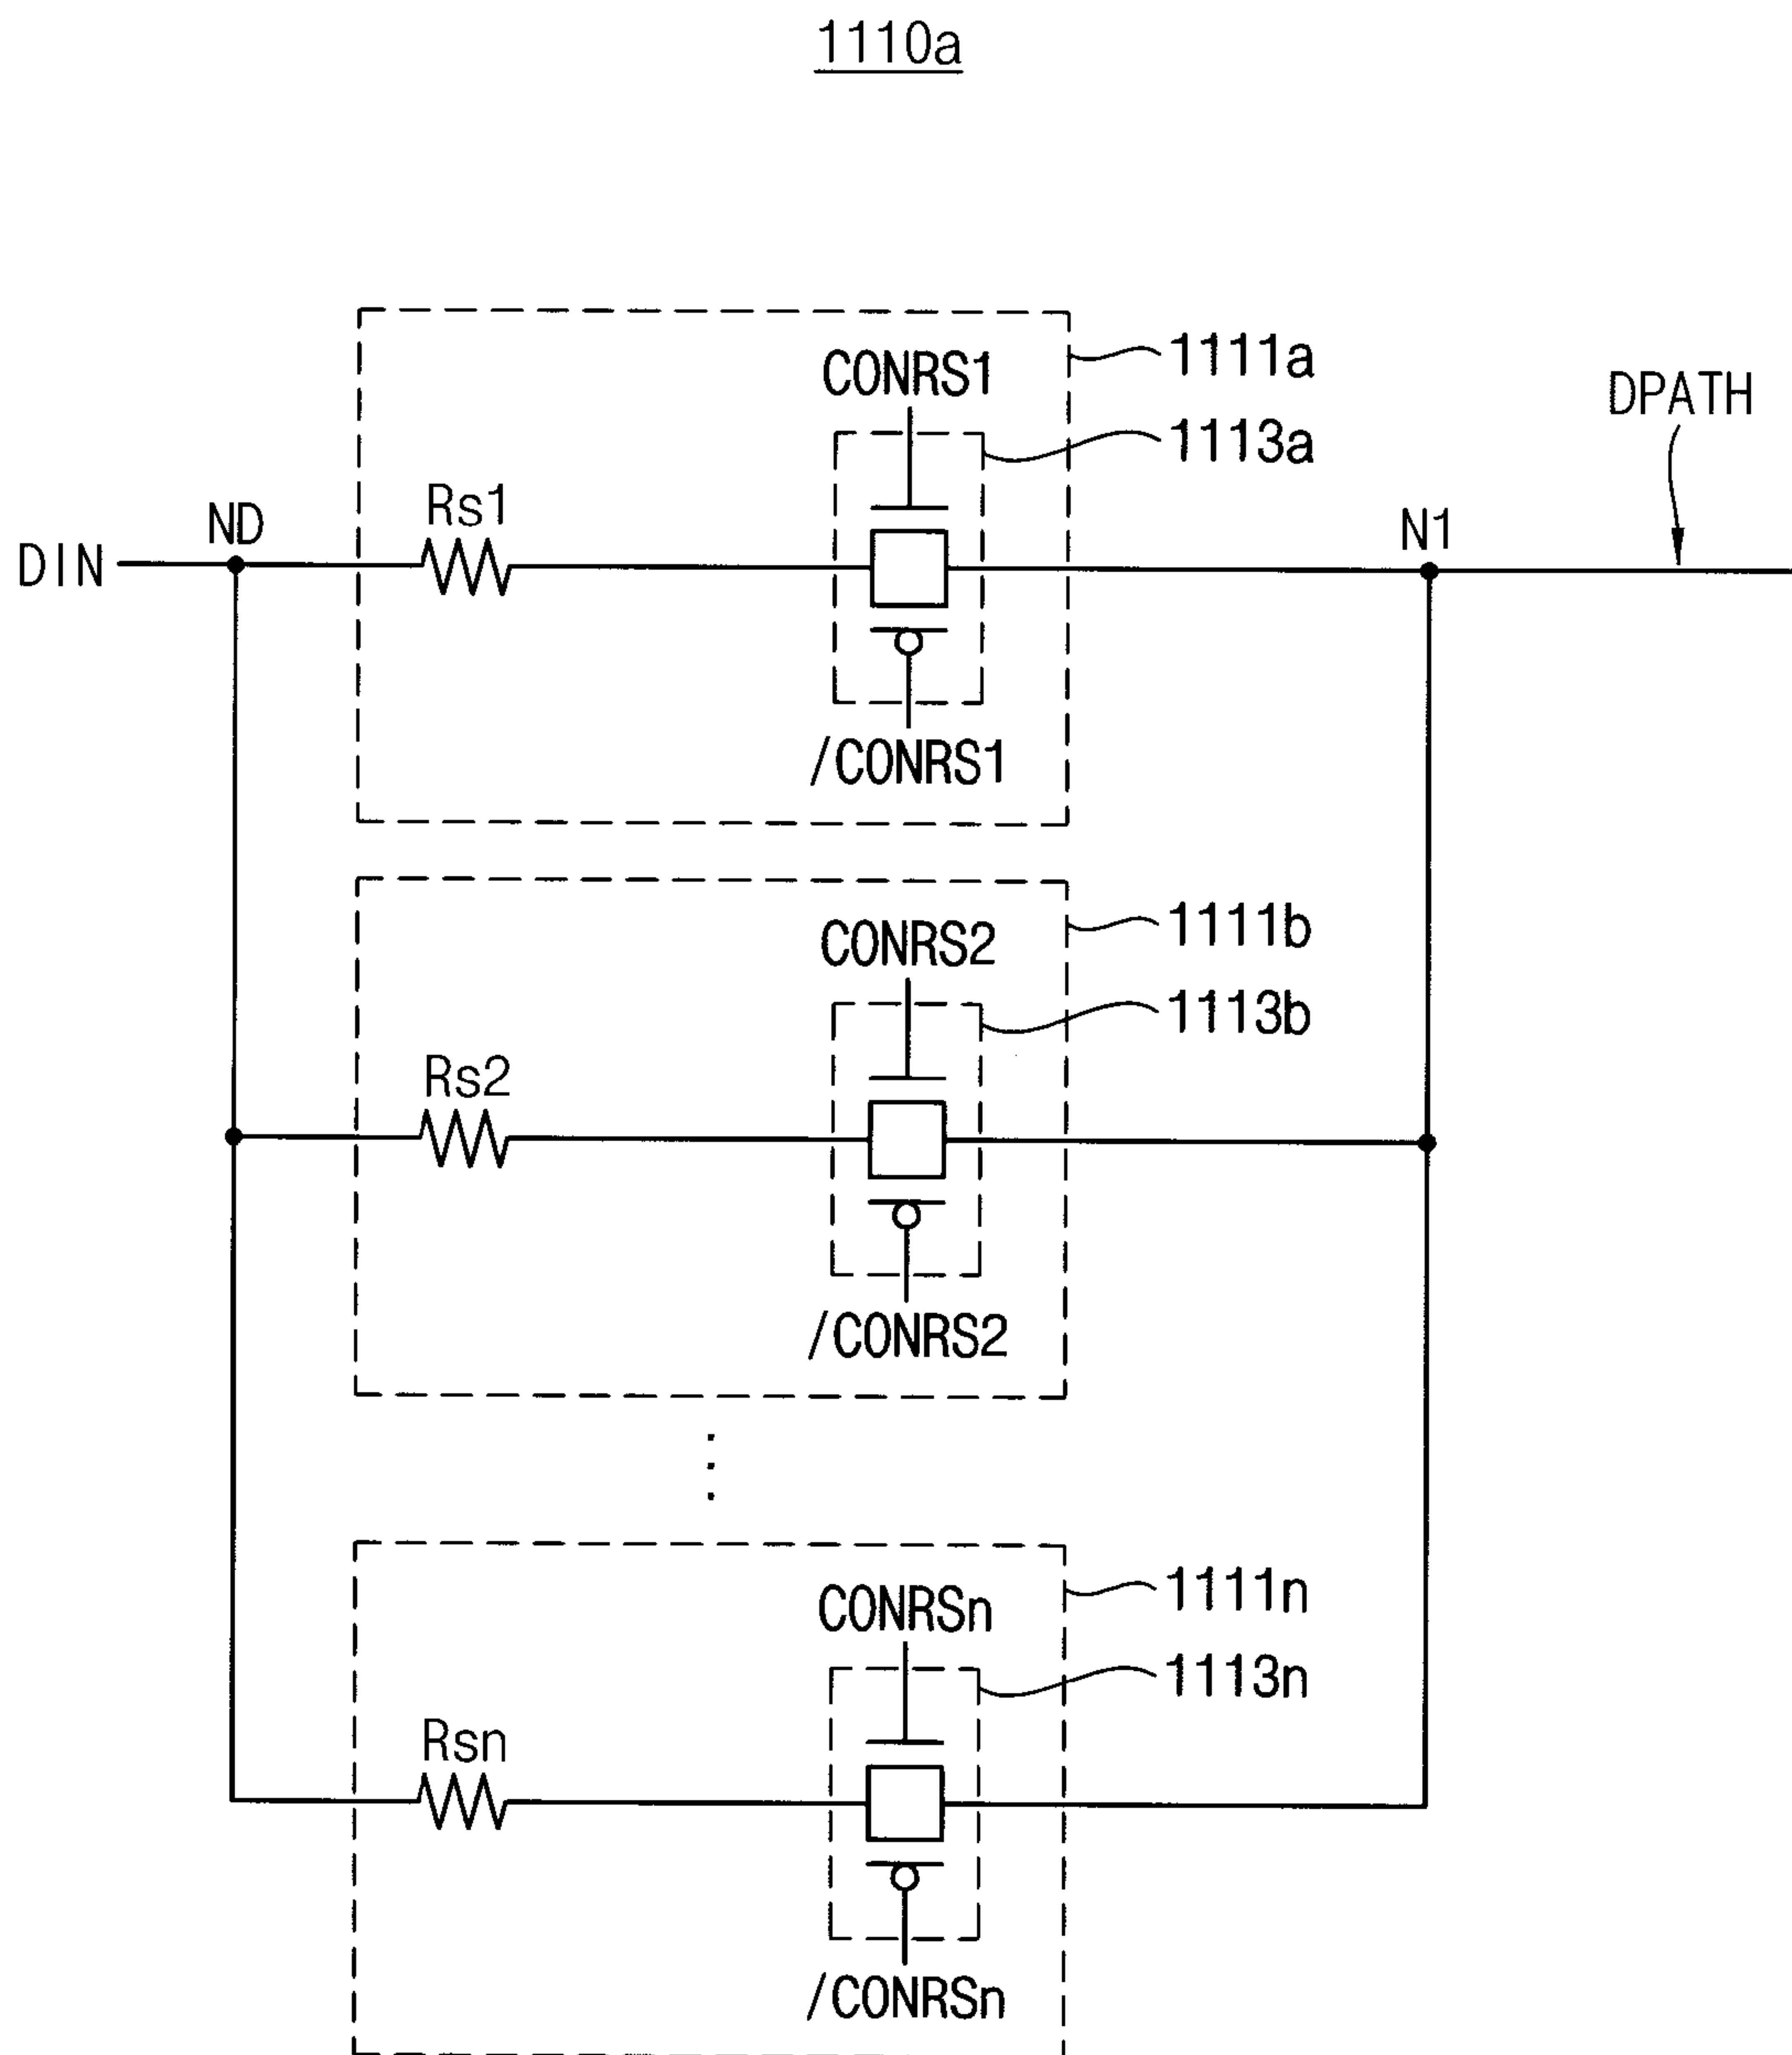 1110a
CONRS1
1111a
1113a
DPATH
Rs1
ND
N1
DIN
/CONRS1
CONRS2
1111b
1113b
Rs2
/CONRS2
CONRSn
1111n
1113n
Rsn
/CONRSn